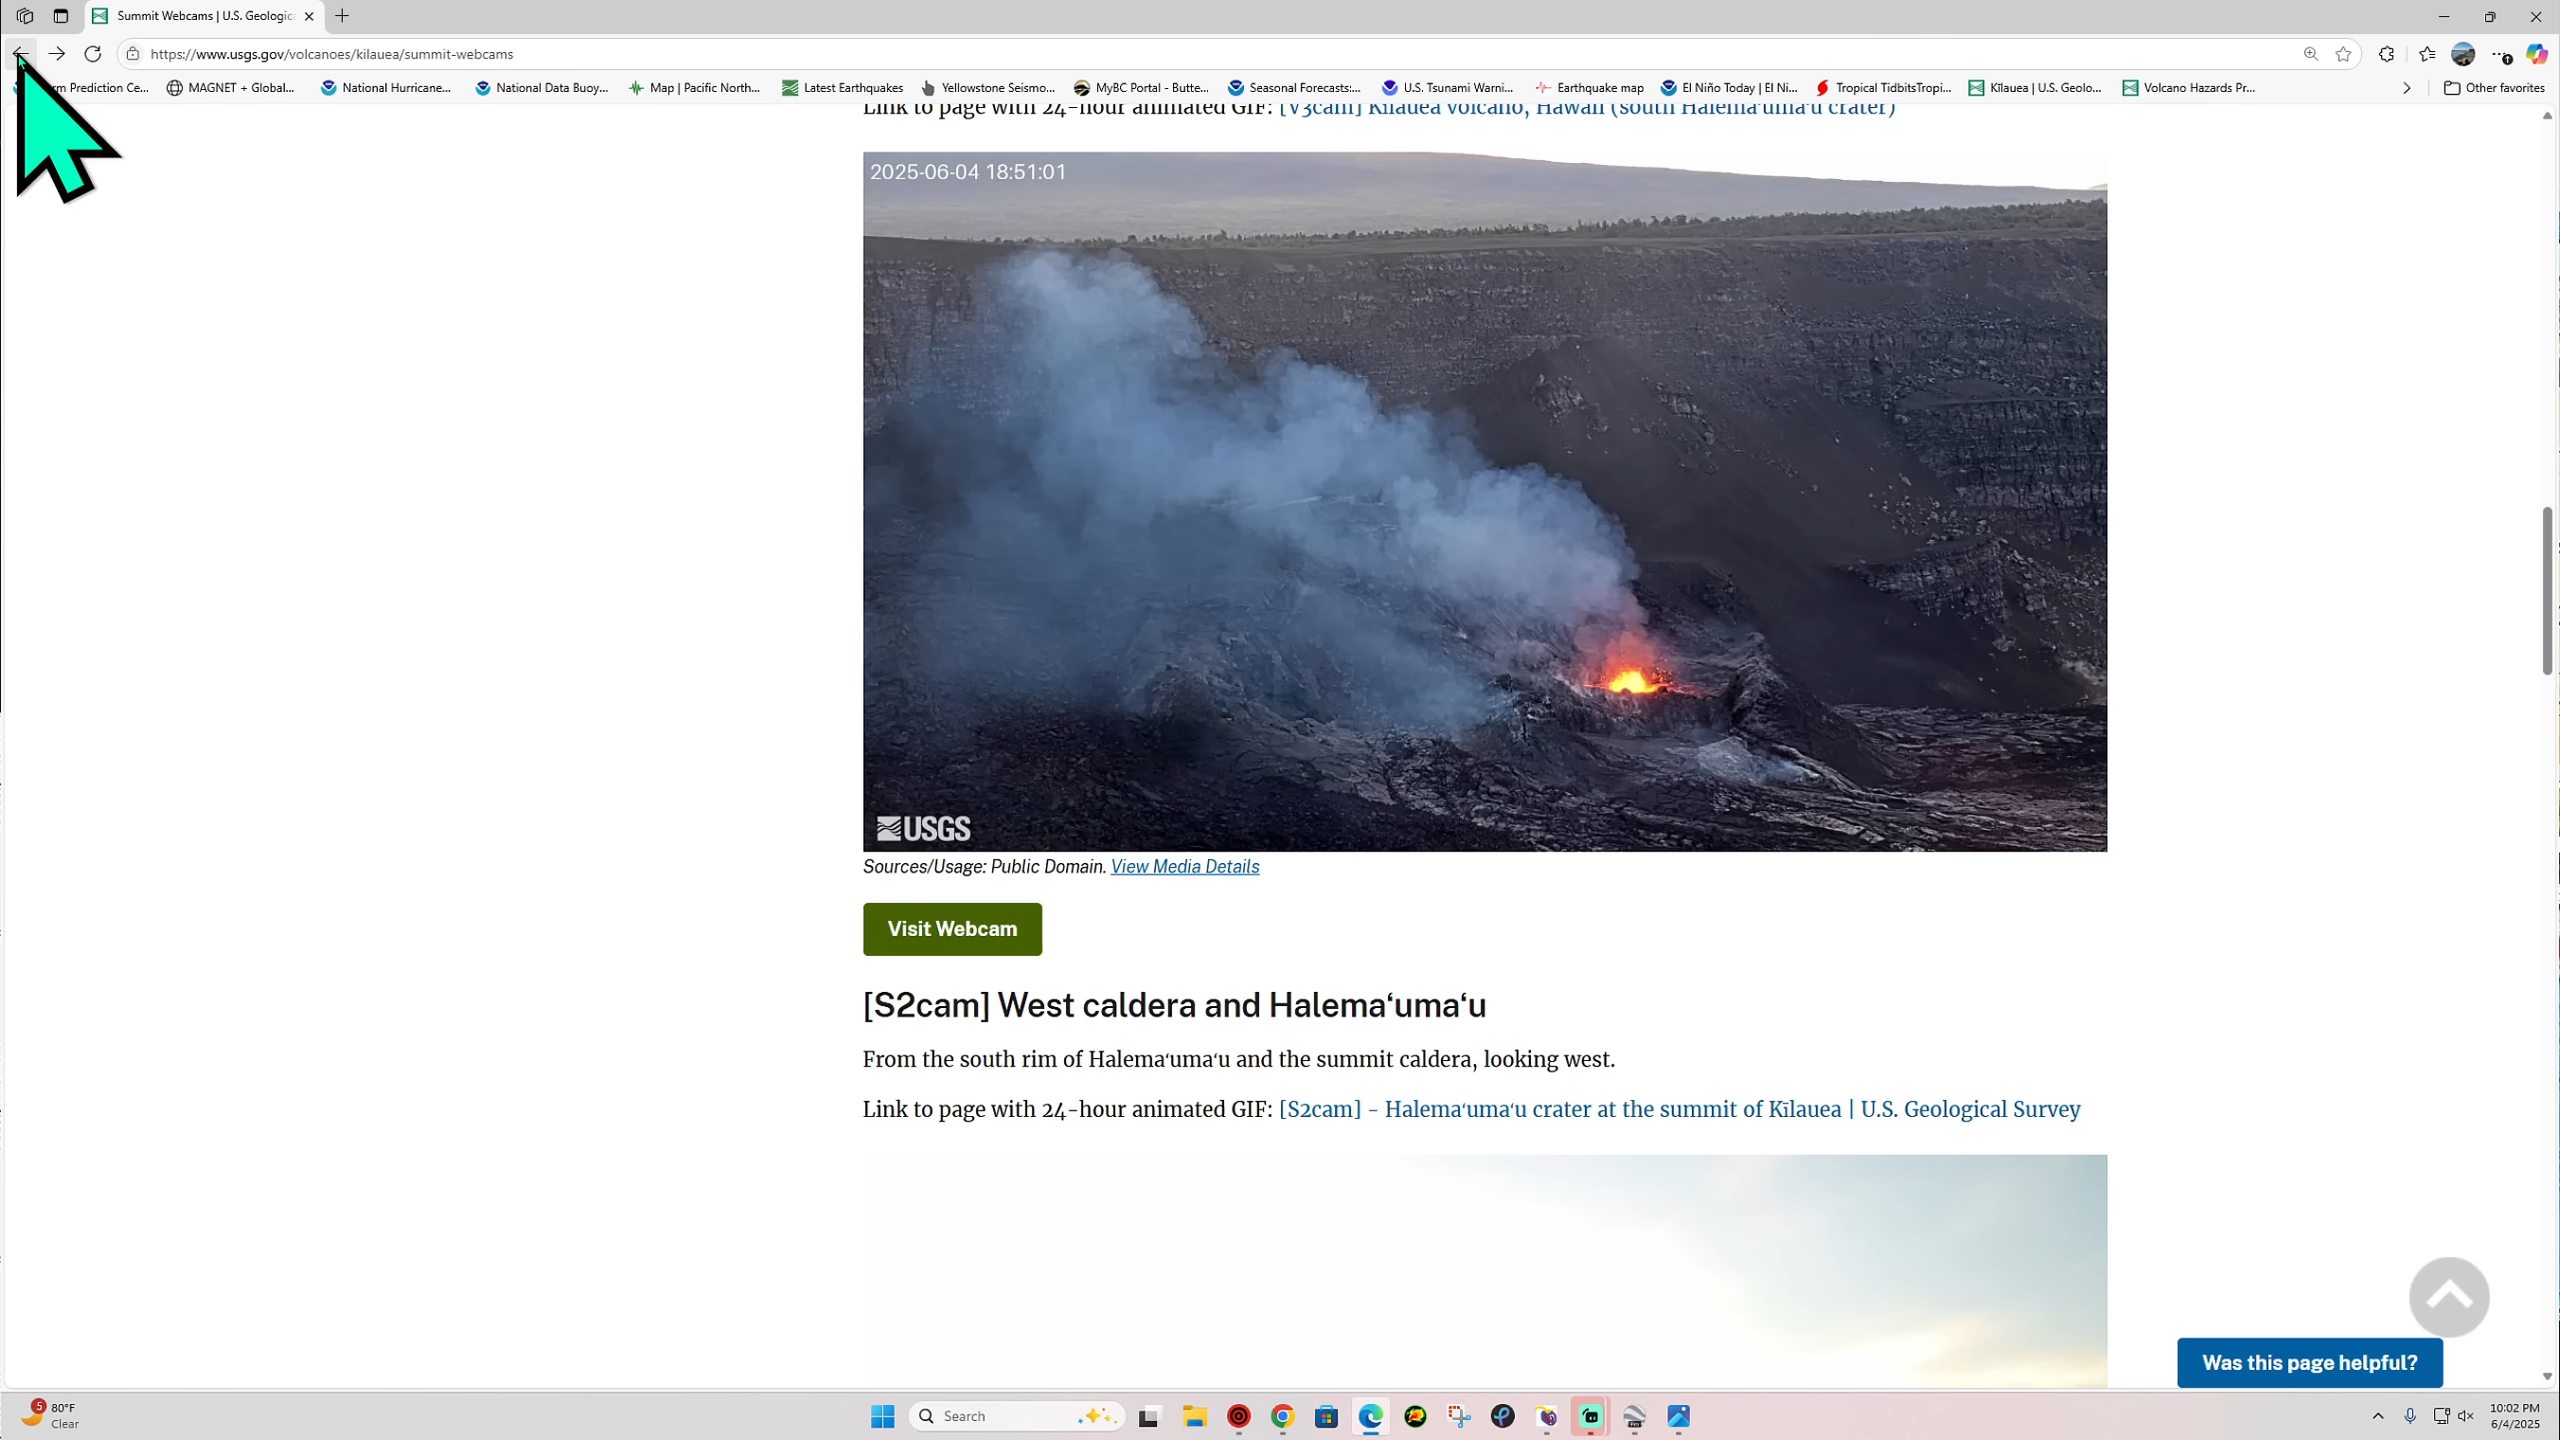 Summit Webcams | U.S. Geologic
https://www.usgs.gov/volcanoes/kilauea/summit-webcams
rm Prediction Ce... MAGNET + Global... National Hurricane... National Data Buoy... Map | Pacific North... Latest Earthquakes Yellowstone Seismo... MyBC Portal - Butte... Seasonal Forecasts:... U.S. Tsunami Warni... Earthquake map El Niño Today | El Ni... Tropical TidbitsTropi... Kīlauea | U.S. Geolo... Volcano Hazards Pr... Other favorites
Link to page with 24-hour animated GIF: [V3cam] Kīlauea volcano, Hawaii (south Halemaʻumaʻu crater)
2025-06-04 18:51:01
USGS
Sources/Usage: Public Domain. View Media Details
Visit Webcam
[S2cam] West caldera and Halemaʻumaʻu
From the south rim of Halemaʻumaʻu and the summit caldera, looking west.
Link to page with 24-hour animated GIF: [S2cam] - Halemaʻumaʻu crater at the summit of Kīlauea | U.S. Geological Survey
Was this page helpful?
5 80°F
Clear
Search
10:02 PM
6/4/2025